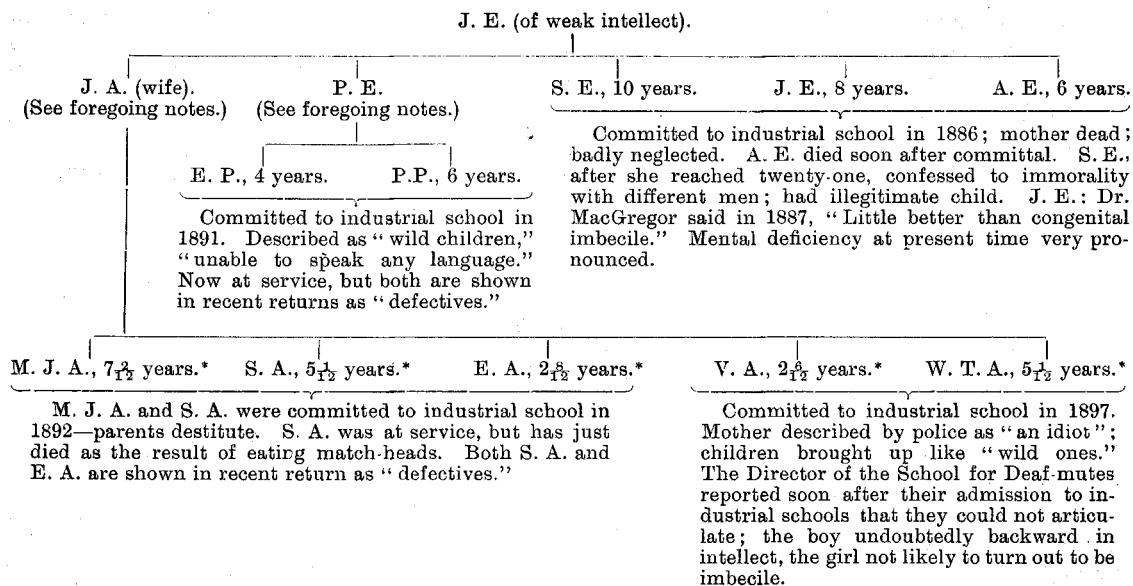 J. E. (of weak intellect).
J. A. (wife).
(See foregoing notes.)
P. E.
(See foregoing notes.)
S. E., 10 years.
J. E., 8 years.
A. E., 6 years.
Committed to industrial school in 1886; mother dead;
badly neglected. A. E. died soon after committal. S. E.,
after she reached twenty-one, confessed to immorality
with different men; had illegitimate child. J. E.: Dr.
MacGregor said in 1887, "Little better than congenital
imbecile." Mental deficiency at present time very pro-
nounced.
E. P., 4 years.
P.P., 6 years.
Committed to industrial school in
1891. Described as "wild children,"
"unable to speak any language."
Now at service, but both are shown
in recent returns as "defectives."
M. J. A., 7 2/12 years.*
S. A., 5 1/12 years.*
E. A., 2 8/12 years.*
V. A., 2 8/12 years.*
W. T. A., 5 1/12 years.*
M. J. A. and S. A. were committed to industrial school in
1892—parents destitute. S. A. was at service, but has just
died as the result of eating match-heads. Both S. A. and
E. A. are shown in recent return as "defectives."
Committed to industrial school in 1897.
Mother described by police as "an idiot";
children brought up like "wild ones."
The Director of the School for Deaf-mutes
reported soon after their admission to in-
dustrial schools that they could not articu-
late; the boy undoubtedly backward in
intellect, the girl not likely to turn out to be
imbecile.